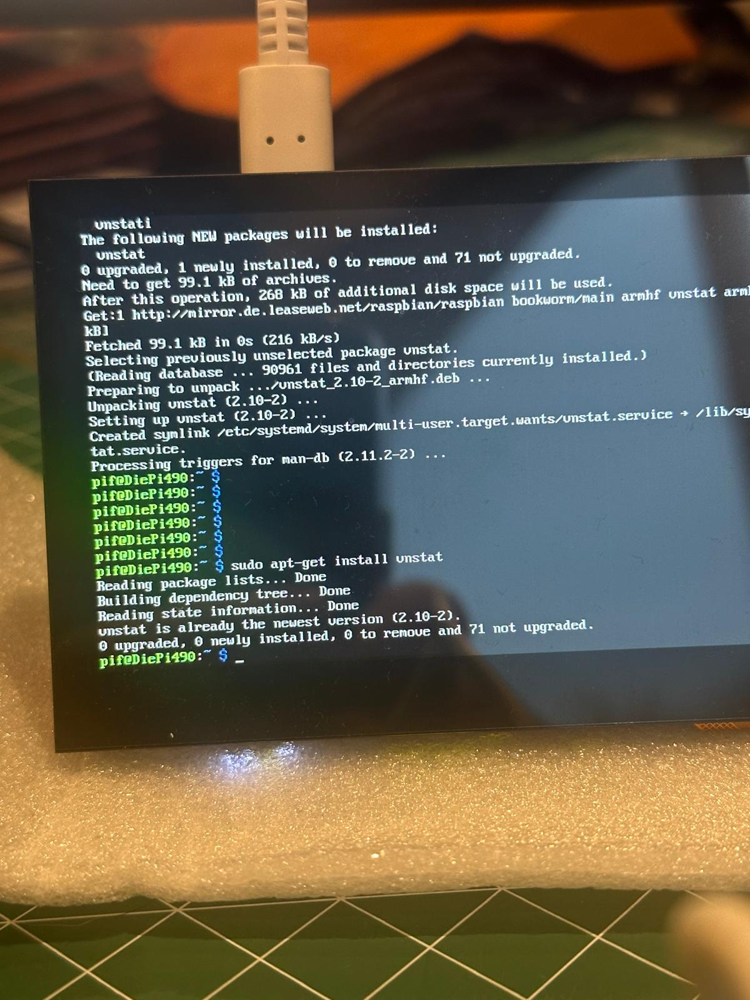 vnstati
The following NEW packages will be installed:
vnstat
0 upgraded, 1 newly installed, 0 to remove and 71 not upgraded.
Need to get 99.1 kB of archives.
After this operation, 268 kB of additional disk space will be used.
Get:1 http://mirror.de.leaseweb.net/raspbian/raspbian bookworm/main armhf vnstat
kB]
Fetched 99.1 kB in 0s (216 kB/s)
Selecting previously unselected package vnstat.
(Reading database ... 90961 files and directories currently installed.)
Preparing to unpack .../vnstat_2.10-2_armhf.deb ...
Unpacking vnstat (2.10-2) ...
Setting up vnstat (2.10-2) ...
Created symlink /etc/systemd/system/multi-user.target.wants/vnstat.service → /lib/sy
tat.service.
Processing triggers for man-db (2.11.2-2) ...
pif@DiePi490:~ $
pif@DiePi490:~ $
pif@DiePi490:~ $
pif@DiePi490:~ $
pif@DiePi490:~ $
pif@DiePi490:~ $
pif@DiePi490:~ $ sudo apt-get install vnstat
Reading package lists... Done
Building dependency tree... Done
Reading state information... Done
vnstat is already the newest version (2.10-2).
0 upgraded, 0 newly installed, 0 to remove and 71 not upgraded.
pif@DiePi490:~ $ _